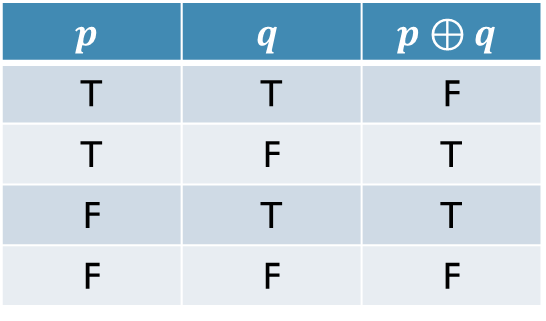 p q p ⊕ q
T T F
T F T
F T T
F F F